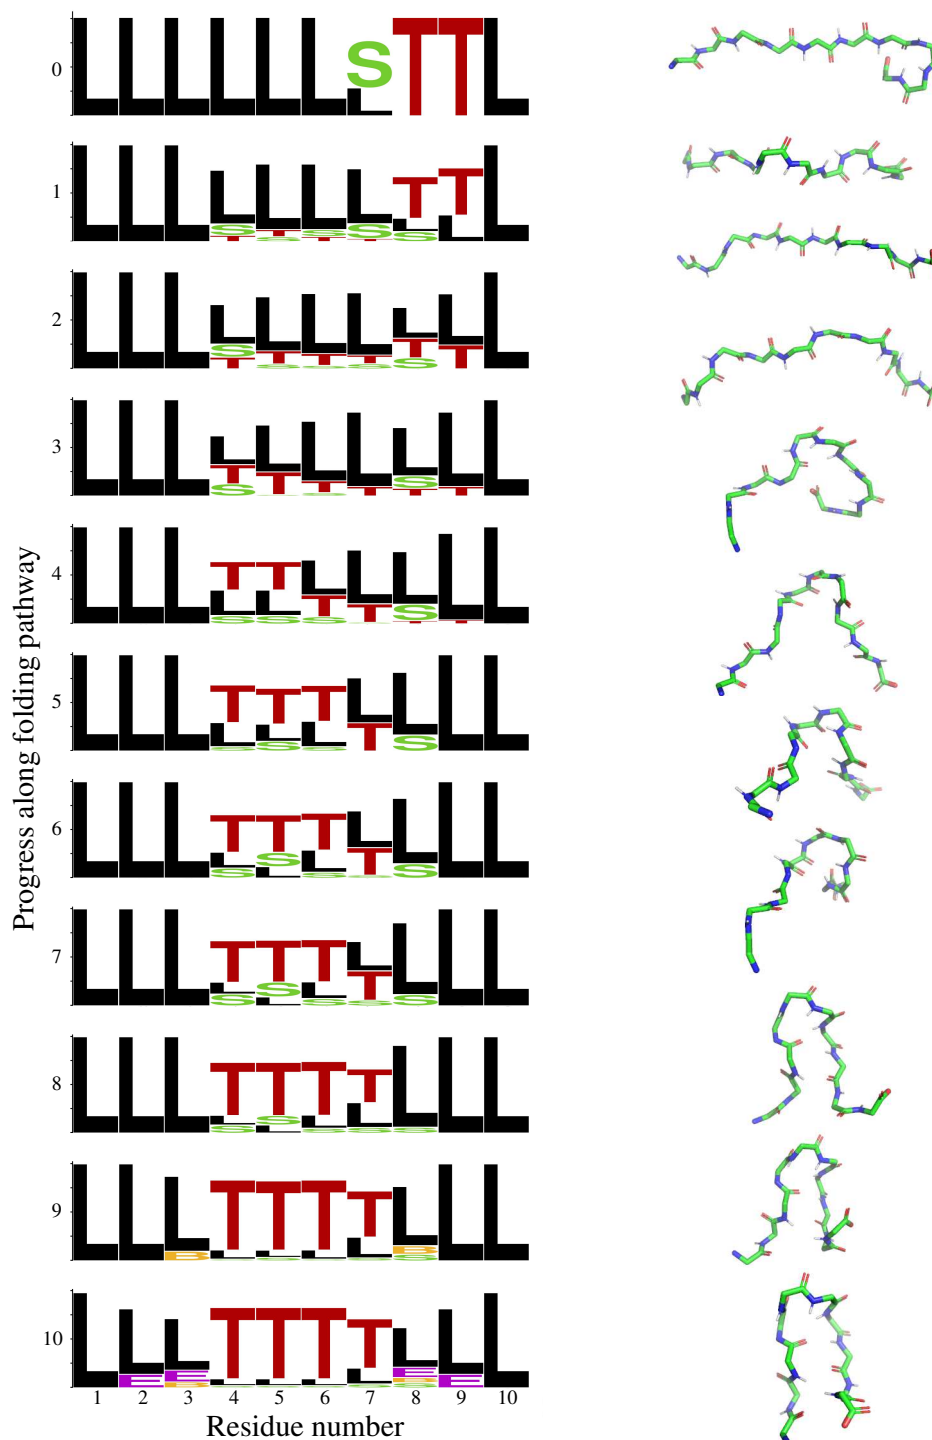 Progress along folding pathway
0
L L L L L L S T T L
L
1
L L L L L L L T T L
S T S S L L
T S T T S
2
L L L L L L L L L L
S T T T T T
T S S S S
3
L L L L L L L L L L
T T T T S T
S S S T
4
L L L T T L L L L L
L L T T S T
S S S T
5
L L L T T T L L L L
L L L T S
S S S
6
L L L T T T L L L L
L S L T S
S L S
7
L L L T T T L L L L
S S L T S
L L S S
8
L L L T T T T L L L
L S L L S
S L S S
9
L L L T T T T L L L
B L L L L B
S S S S S
10
L L L T T T T L L L
E E L L L L E E
B S S S S B
S
1 2 3 4 5 6 7 8 9 10
Residue number